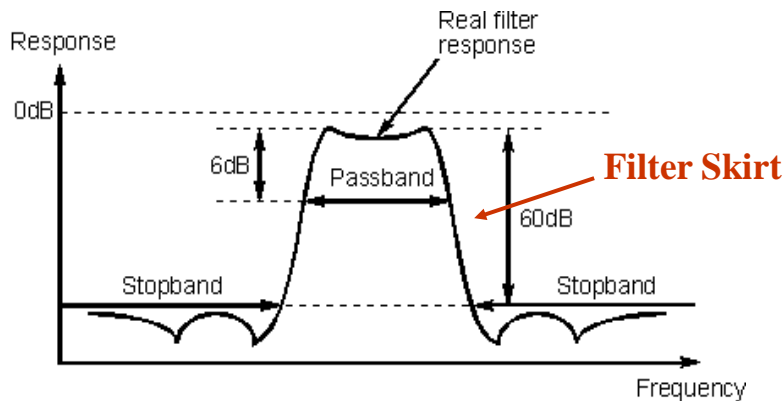 Real filter
response
Response
0dB
6dB
Passband
Filter Skirt
60dB
Stopband
Stopband
Frequency